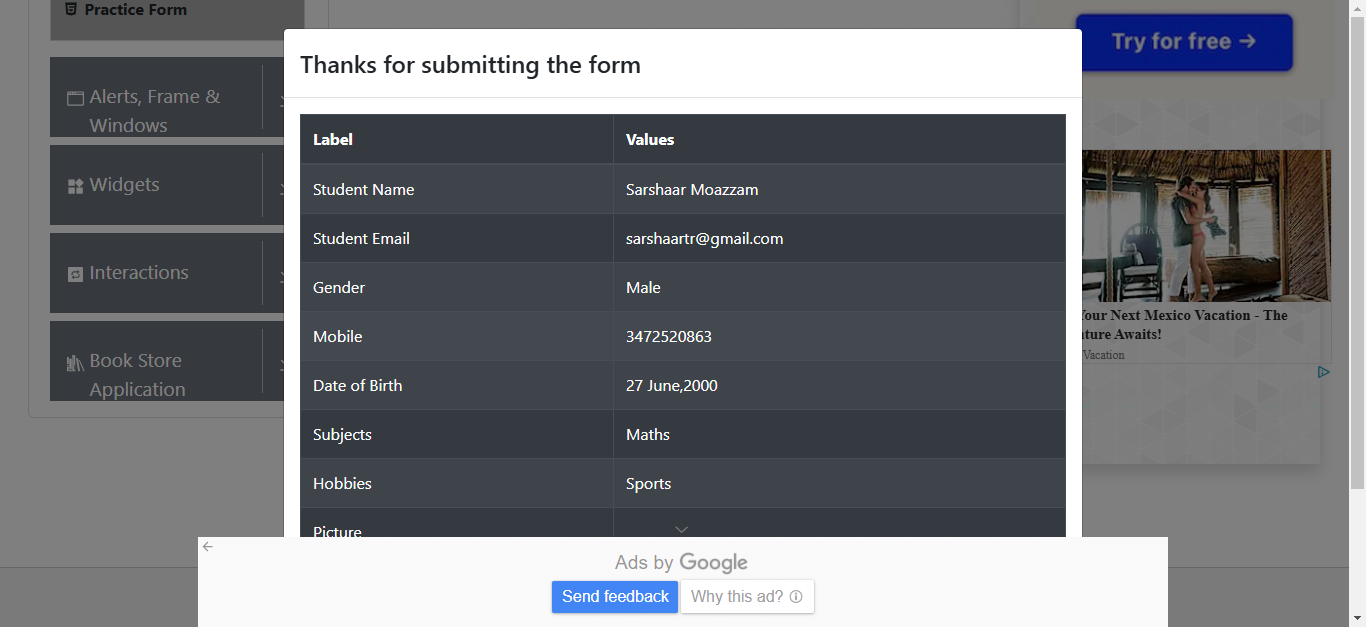 Practice Form
Alerts, Frame &
Windows
Widgets
Interactions
Book Store
Application
Thanks for submitting the form
Label Values
Student Name Sarshaar Moazzam
Student Email sarshaartr@gmail.com
Gender Male
Mobile 3472520863
Date of Birth 27 June,2000
Subjects Maths
Hobbies Sports
Picture
Try for free →
Your Next Mexico Vacation - The
ture Awaits!
Vacation
Ads by Google
Send feedback Why this ad?